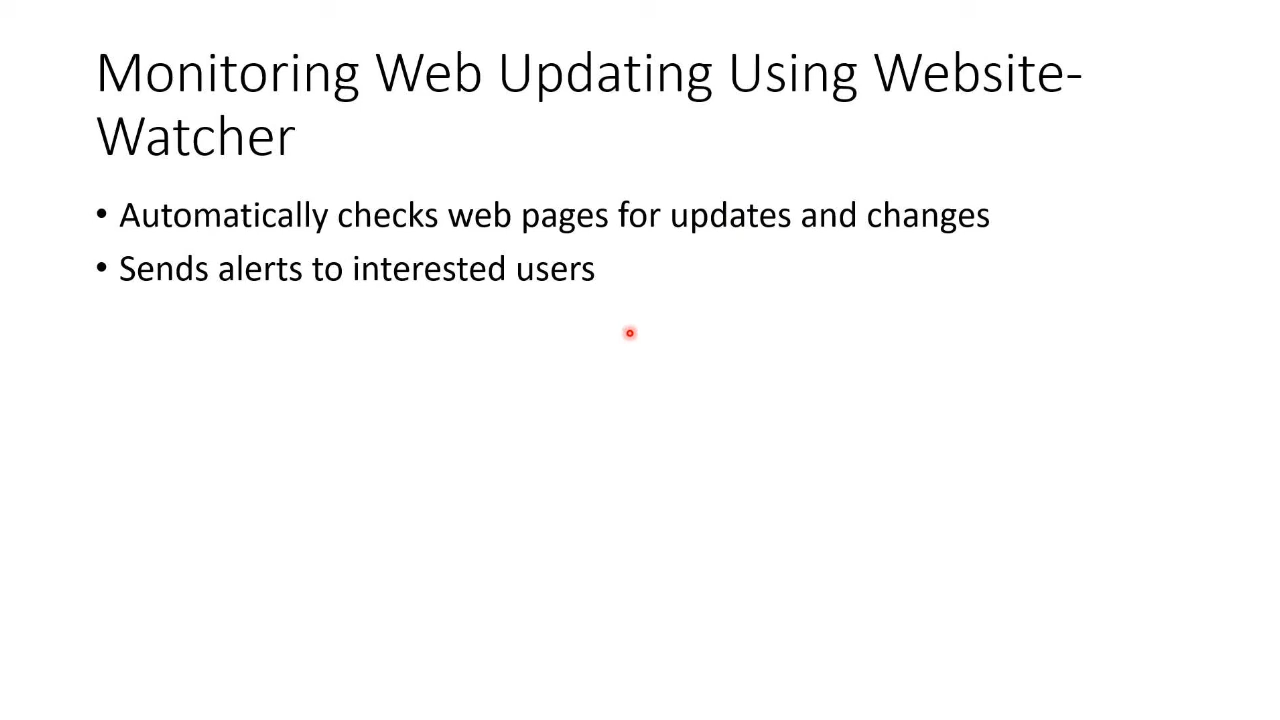 Monitoring Web Updating Using Website-
Watcher
• Automatically checks web pages for updates and changes
• Sends alerts to interested users